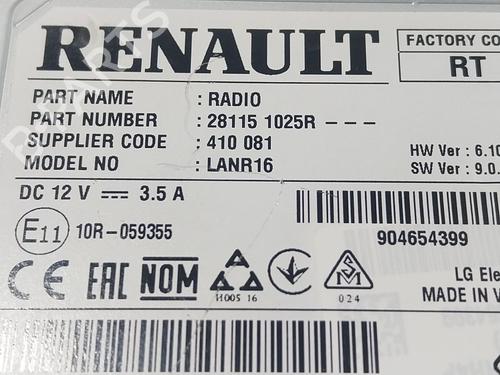 RENAULT
FACTORY CO
RT
PART NAME : RADIO
PART NUMBER : 28115 1025R ---
SUPPLIER CODE : 410 081
MODEL NO : LANR16
HW Ver : 6.10
SW Ver : 9.0.
DC 12 V ⎓ 3.5 A
E11 10R-059355
904654399
CE EAC NOM
H005 16
024
LG Ele
MADE IN V